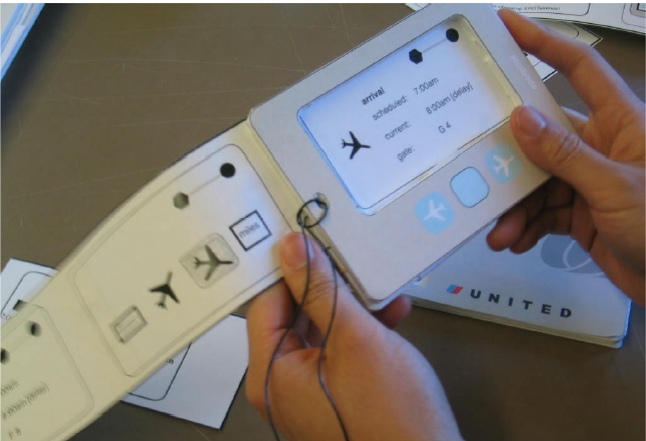 arrival
scheduled: 7:00am
current: 8:00am (delay)
gate: G 4
miles
UNITED